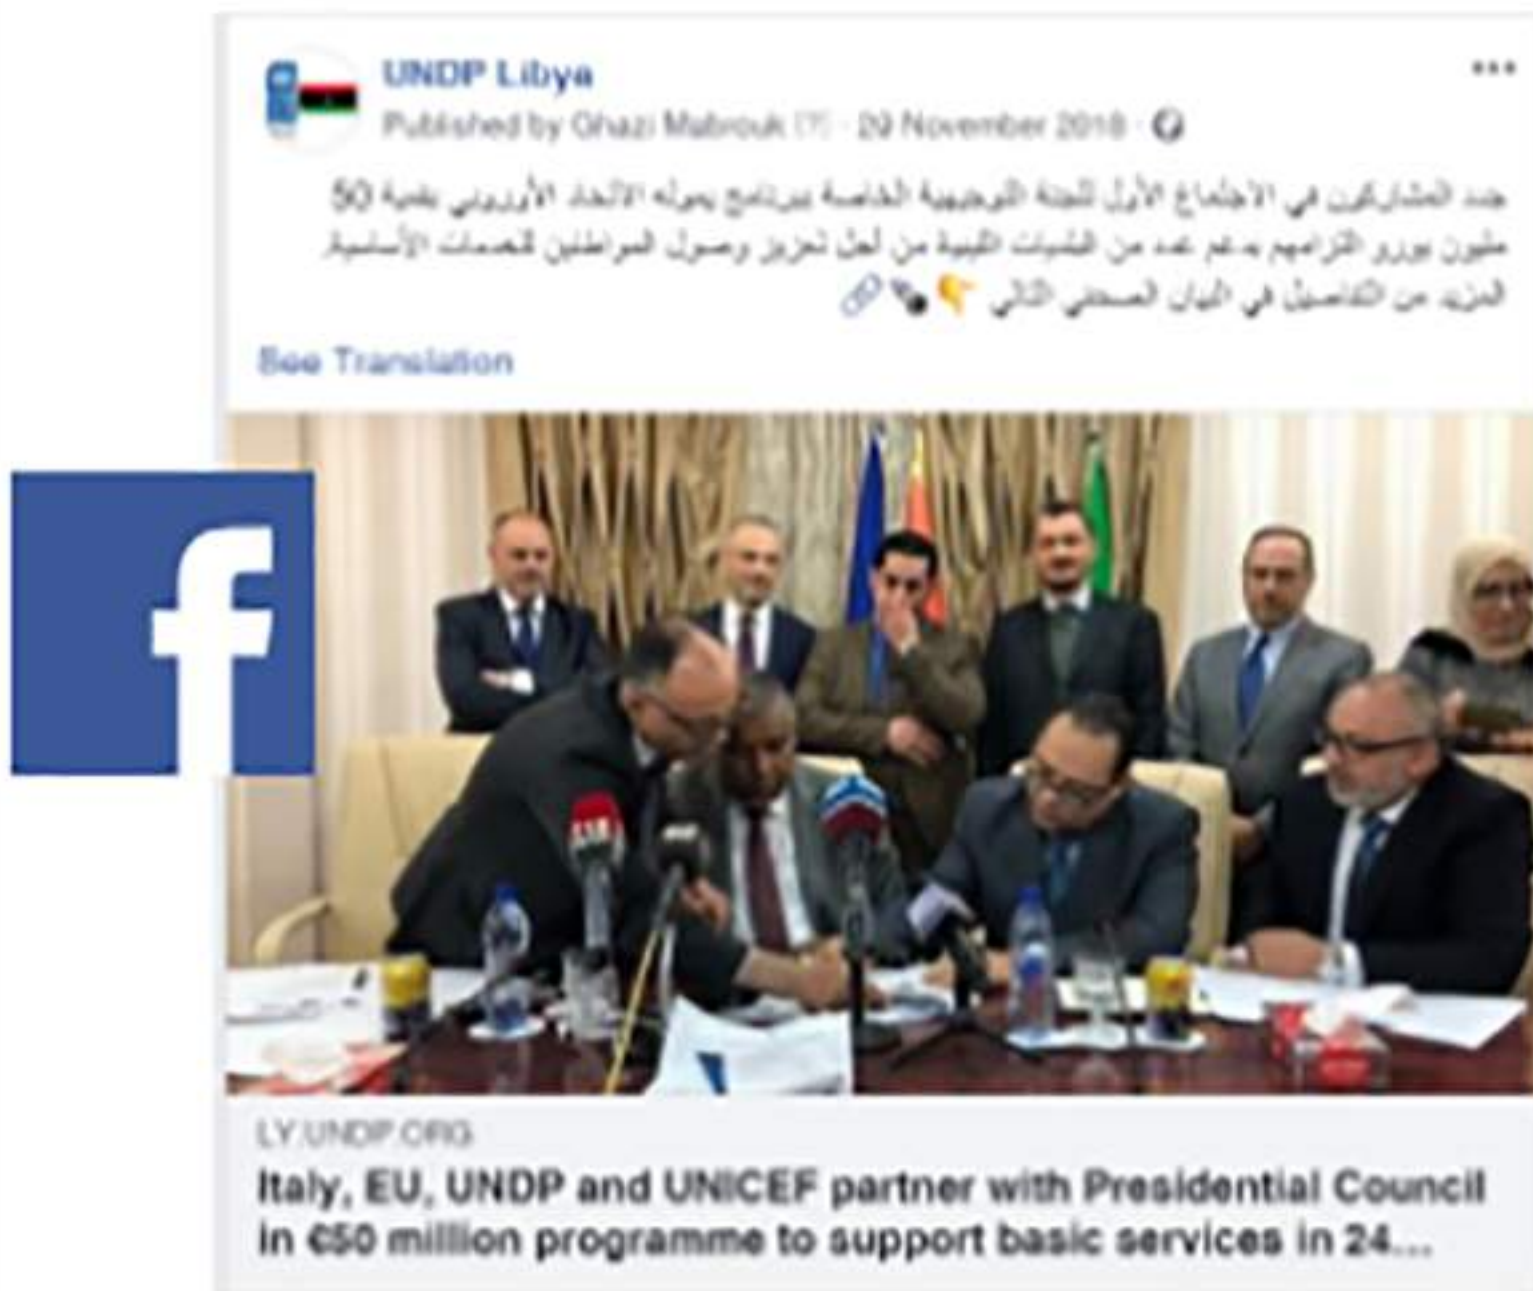 UNDP Libya
Published by Ghazi Mabrouk [?] · 29 November 2018
جدد المشاركون في الاجتماع الأول للجنة التوجيهية الخاصة ببرنامج يموله الاتحاد الأوروبي بقمية 50
مليون يورو التزامهم بدعم عدد من البلديات الليبية من أجل تعزيز وصول المواطنين للخدمات الأساسية.
المزيد من التفاصيل في البيان الصحفي التالي
See Translation
f
218
LY.UNDP.ORG
Italy, EU, UNDP and UNICEF partner with Presidential Council
in €50 million programme to support basic services in 24...